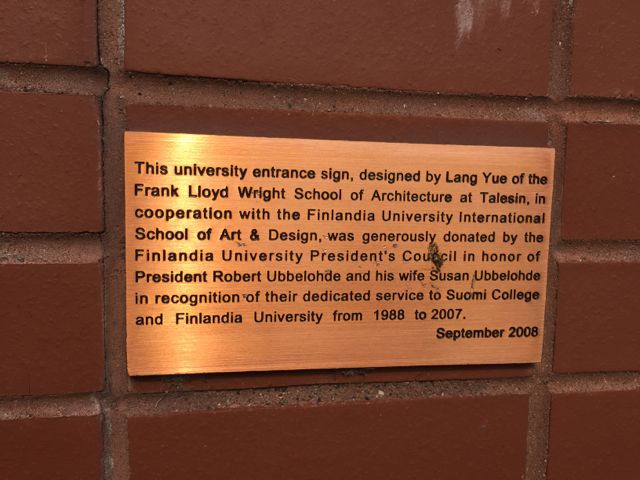 This university entrance sign, designed by Lang Yue of the
Frank Lloyd Wright School of Architecture at Talesin, in
cooperation with the Finlandia University International
School of Art & Design, was generously donated by the
Finlandia University President's Council in honor of
President Robert Ubbelohde and his wife Susan Ubbelohde
in recognition of their dedicated service to Suomi College
and Finlandia University from 1988 to 2007.
September 2008